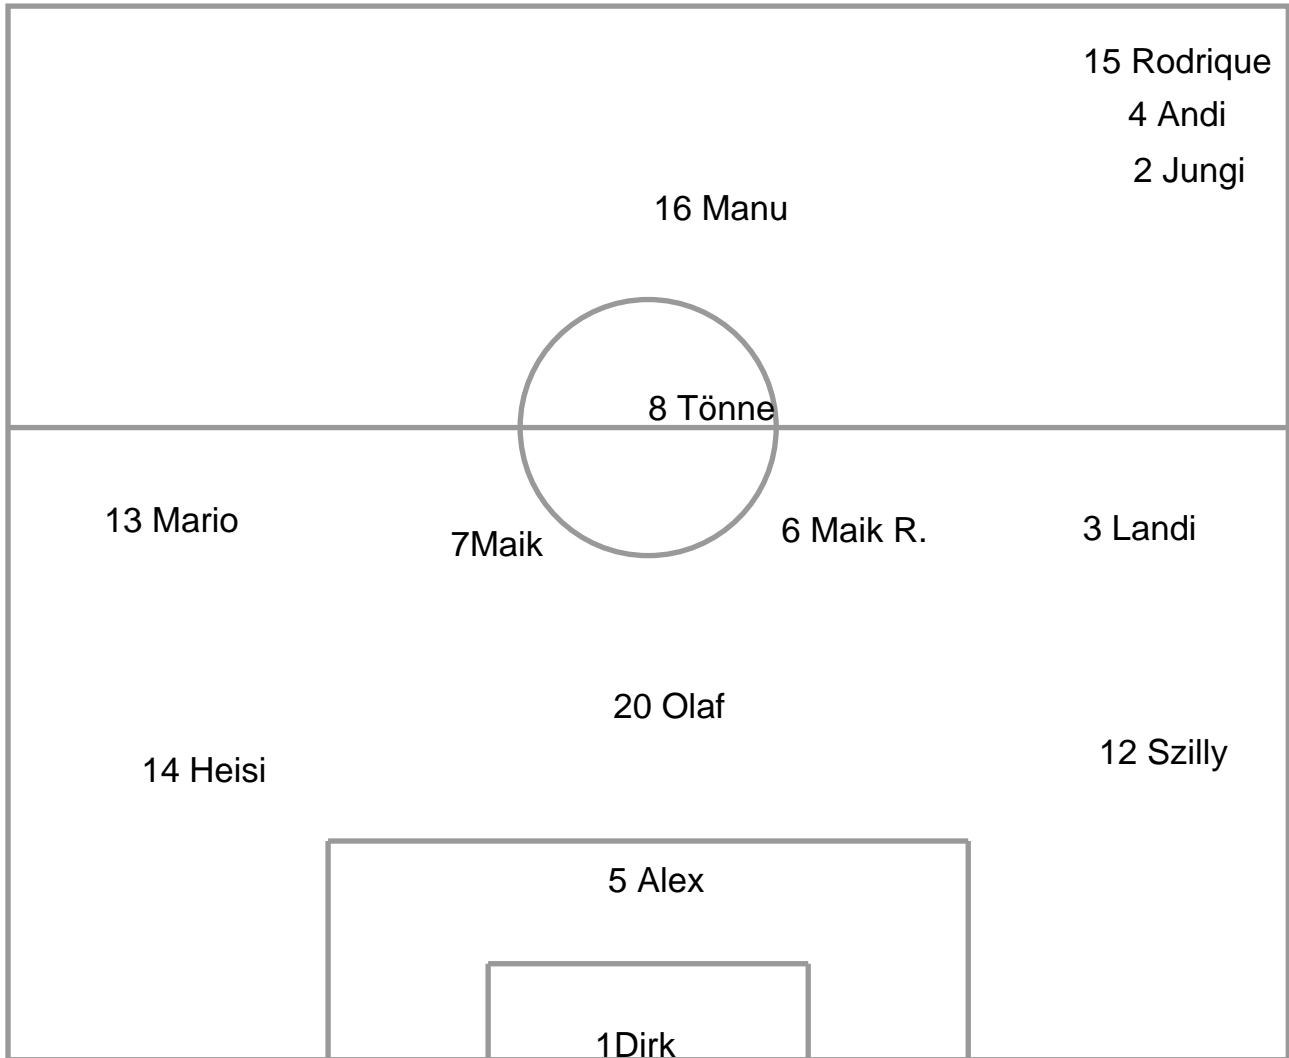 15 Rodrique
4 Andi
2 Jungi
16 Manu
8 Tönne
13 Mario
7Maik
6 Maik R.
3 Landi
20 Olaf
14 Heisi
12 Szilly
5 Alex
1Dirk